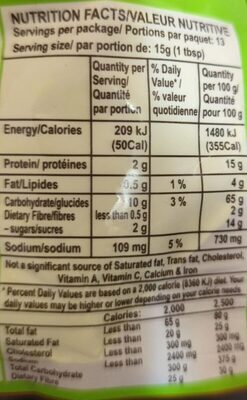 NUTRITION FACTS/VALEUR NUTRITIVE
Servings per package/ Portions par paquet: 13
Serving size/ par portion de: 15g (1 tbsp)
Quantity per Serving/ Quantité par portion
% Daily Value*/ % valeur quotidienne
Quantity per 100 g/ Quantité pour 100 g
Energy/Calories 209 kJ (50Cal) 1480 kJ (355Cal)
Protein/ protéines 2 g 15 g
Fat/Lipides 0.5 g 1 % 4 g
Carbohydrate/glucides 10 g 3 % 65 g
Dietary Fibre/fibres less than 0.5 g 2 g
-sugars/sucres 2 g 14 g
Sodium/sodium 109 mg 5 % 730 mg
Not a significant source of Saturated fat, Trans fat, Cholesterol,
Vitamin A, Vitamin C, Calcium & Iron
*Percent Daily Values are based on a 2,000 calorie (8360 KJ) diet. Your
daily values may be higher or lower depending on your calorie needs.
Calories: 2,000 2,500
Total fat Less than 65 g 80 g
Saturated Fat Less than 20 g 25 g
Cholesterol Less than 300 mg 300 mg
Sodium Less than 2400 mg 2400 mg
Total Carbohydrate 300 g 375 g
Dietary Fibre 25 g 30 g